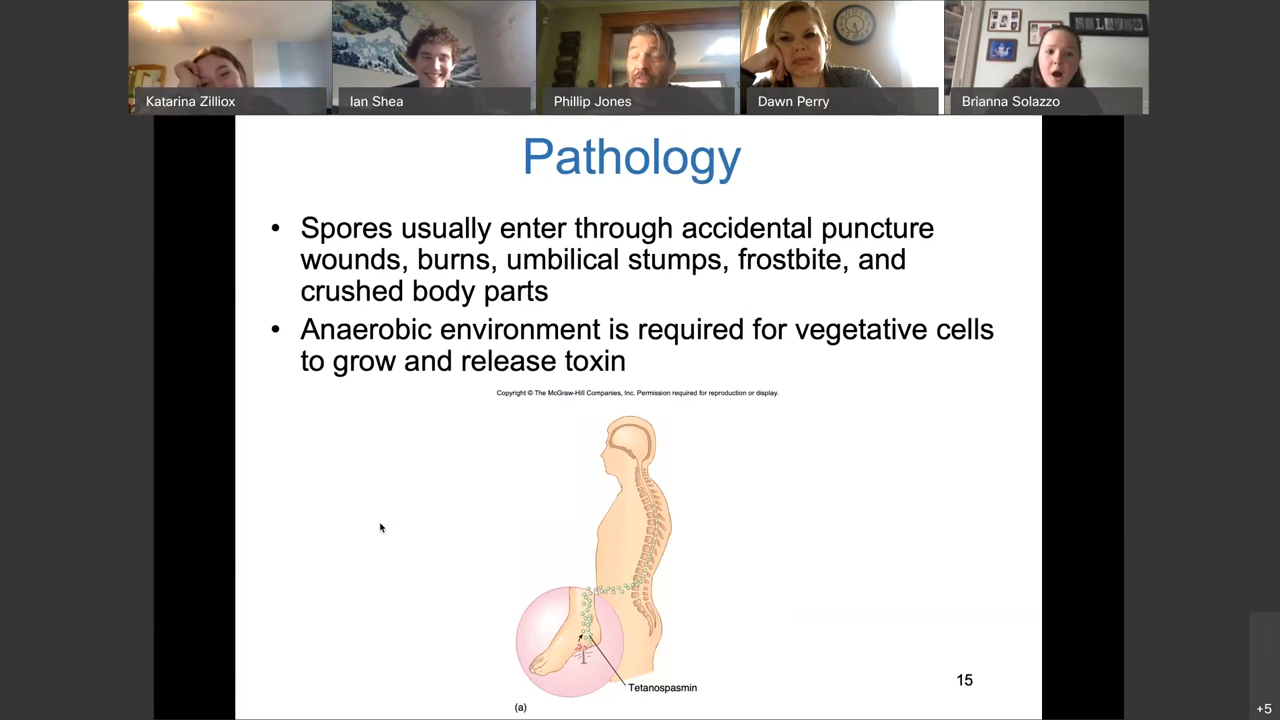 Katarina Zilliox
Ian Shea
Phillip Jones
Dawn Perry
Brianna Solazzo
Pathology
• Spores usually enter through accidental puncture
wounds, burns, umbilical stumps, frostbite, and
crushed body parts
• Anaerobic environment is required for vegetative cells
to grow and release toxin
Copyright © The McGraw-Hill Companies, Inc. Permission required for reproduction or display.
Tetanospasmin
(a)
15
+5